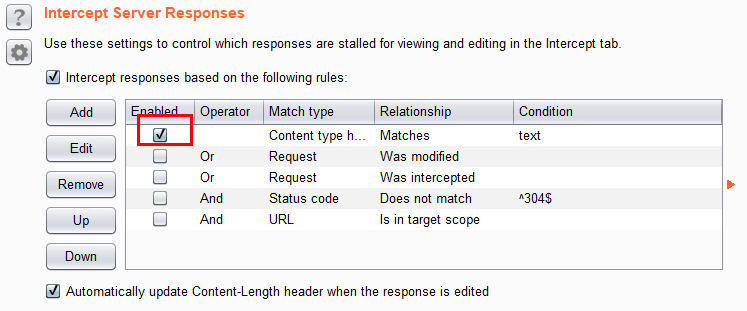 ?
Intercept Server Responses
Use these settings to control which responses are stalled for viewing and editing in the Intercept tab.
Intercept responses based on the following rules:
Add
Edit
Remove
Up
Down
Enabled Operator Match type Relationship Condition
Content type h... Matches text
Or Request Was modified
Or Request Was intercepted
And Status code Does not match ^304$
And URL Is in target scope
Automatically update Content-Length header when the response is edited